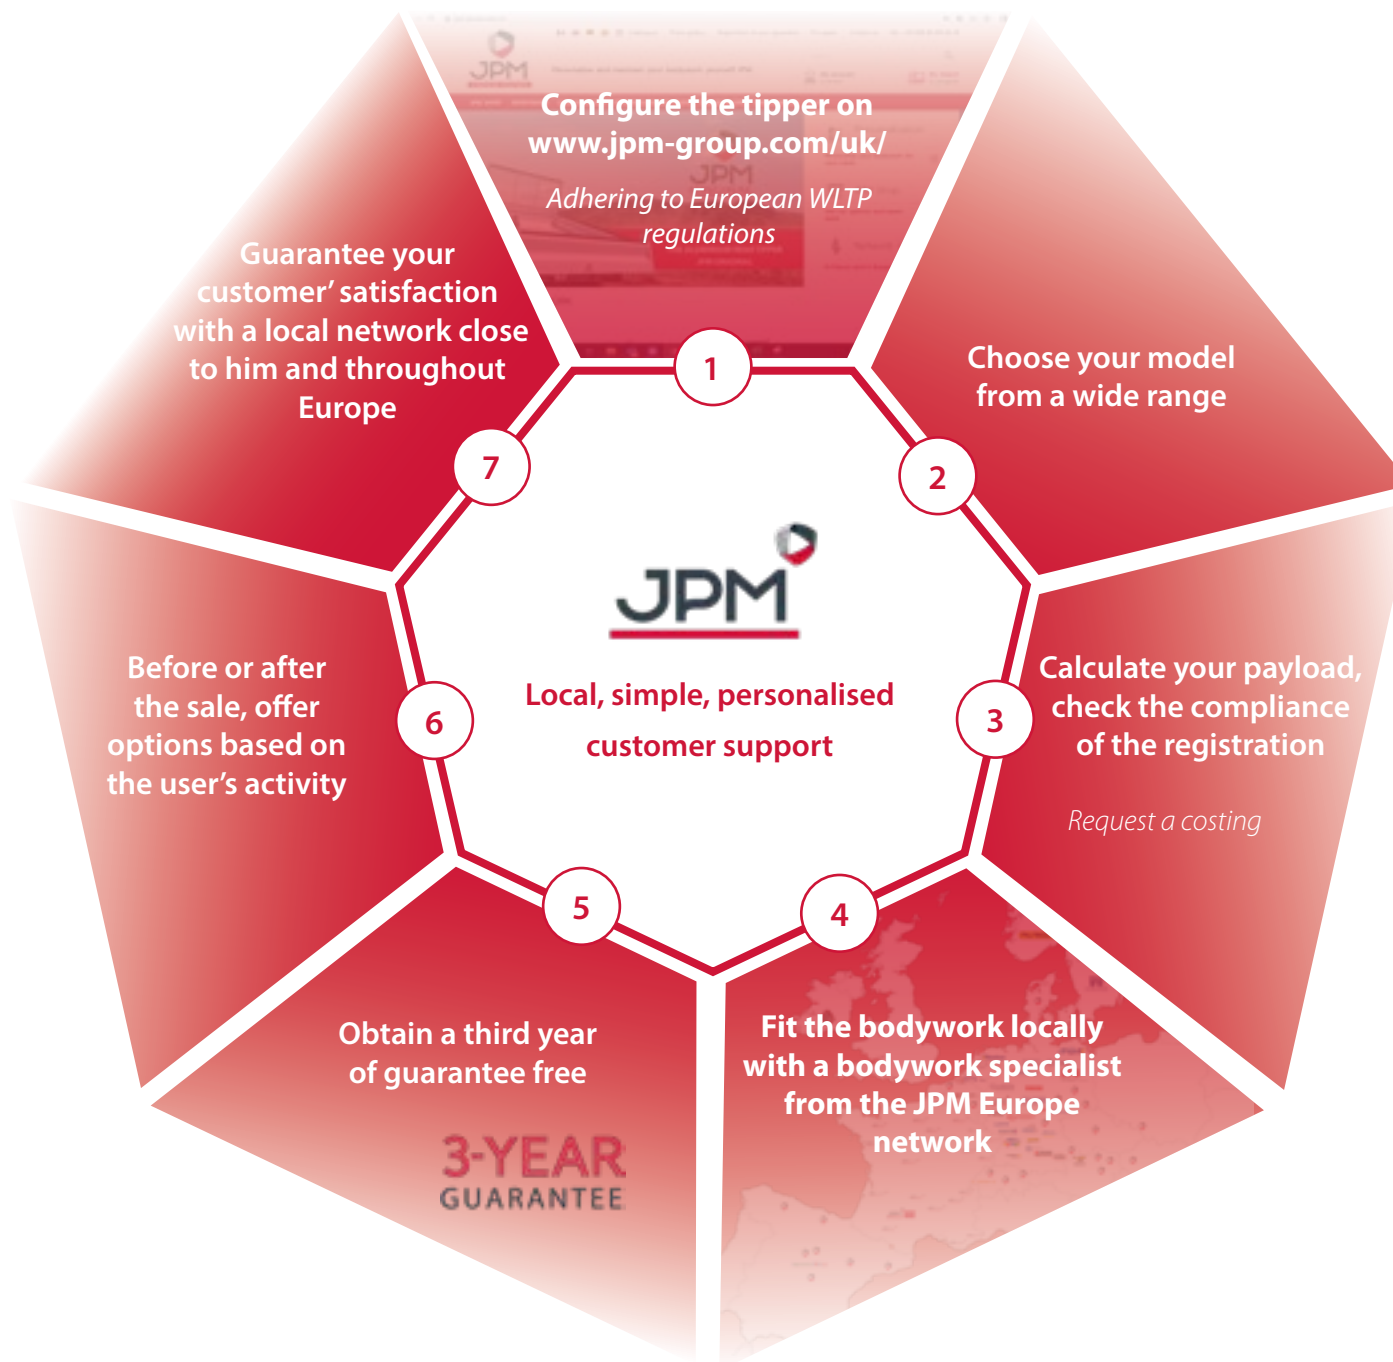 JPM
Configure the tipper on
www.jpm-group.com/uk/
JPM
Adhering to European WLTP
regulations
1
Choose your model
from a wide range
2
Calculate your payload,
check the compliance
of the registration
Request a costing
3
Fit the bodywork locally
with a bodywork specialist
from the JPM Europe
network
4
Obtain a third year
of guarantee free
3-YEAR
GUARANTEE
5
Before or after
the sale, offer
options based on
the user's activity
6
Guarantee your
customer' satisfaction
with a local network close
to him and throughout
Europe
7
JPM
Local, simple, personalised
customer support